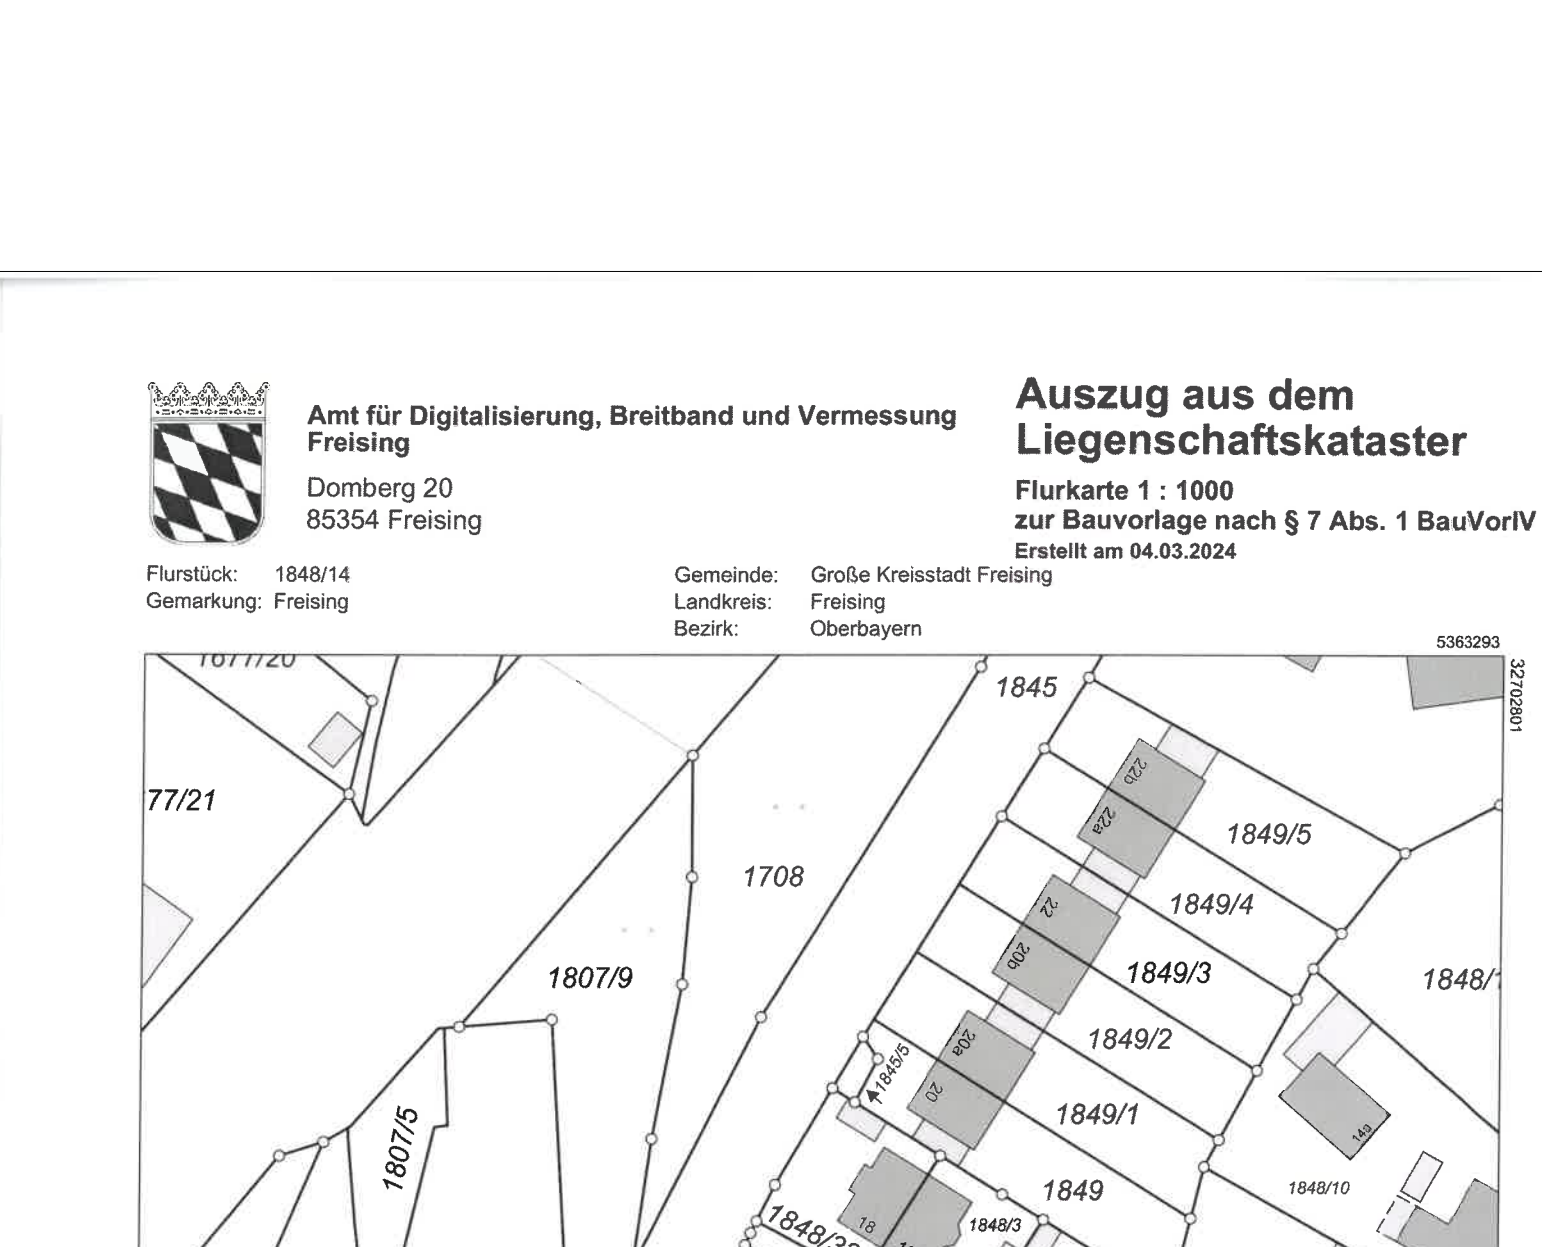 Amt für Digitalisierung, Breitband und Vermessung
Freising
Domberg 20
85354 Freising
Auszug aus dem
Liegenschaftskataster
Flurkarte 1 : 1000
zur Bauvorlage nach § 7 Abs. 1 BauVorlV
Erstellt am 04.03.2024
Flurstück: 1848/14
Gemarkung: Freising
Gemeinde: Große Kreisstadt Freising
Landkreis: Freising
Bezirk: Oberbayern
5363293
32702801
1677/20
1845
22b
77/21
22a
1849/5
1708
1849/4
22
20b
1849/3
1807/9
1848/1
20a
1849/2
1845/5
20
1849/1
14a
1807/5
1849
1848/10
18
1848/3